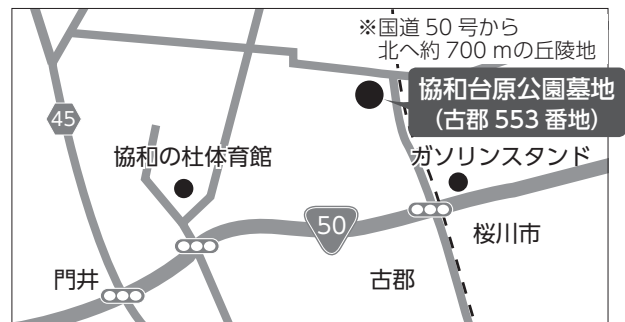 ※国道 50 号から
北へ約 700 mの丘陵地
協和台原公園墓地
(古郡 553 番地)
45
協和の杜体育館
ガソリンスタンド
50
桜川市
門井
古郡